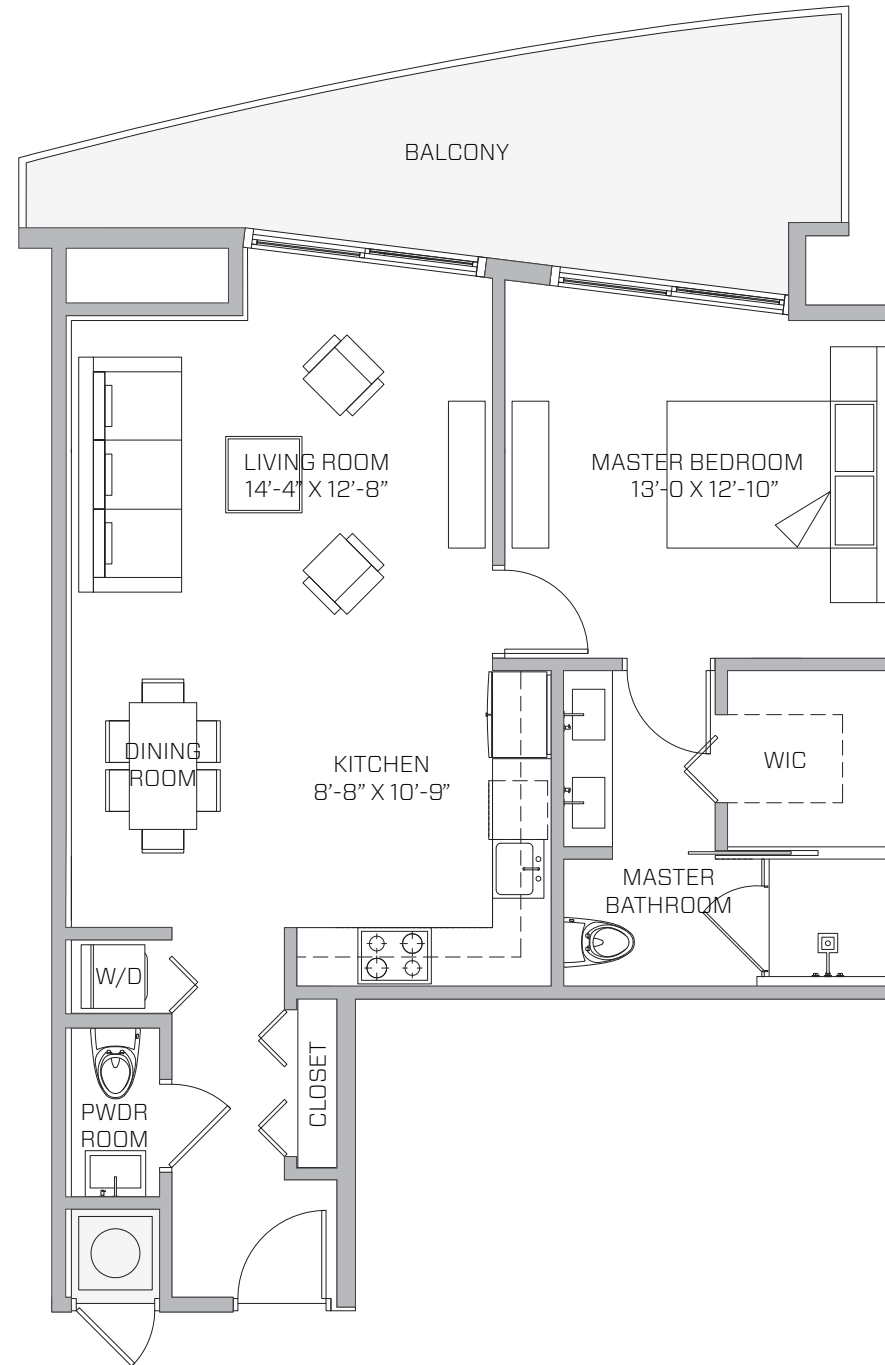 BALCONY
LIVING ROOM
14’-4” X 12’-8”
MASTER BEDROOM
13’-0 X 12’-10”
DINING
ROOM
KITCHEN
8’-8” X 10’-9”
WIC
MASTER
BATHROOM
W/D
CLOSET
PWDR
ROOM